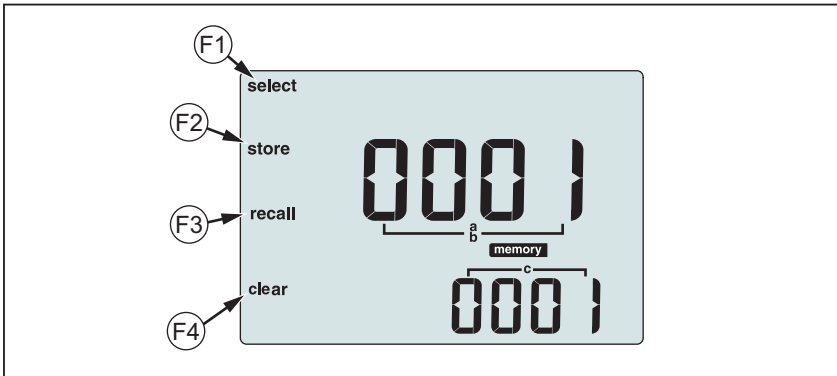 F1
select
F2
store
0001
recall
F3
a
b
memory
c
clear
0001
F4